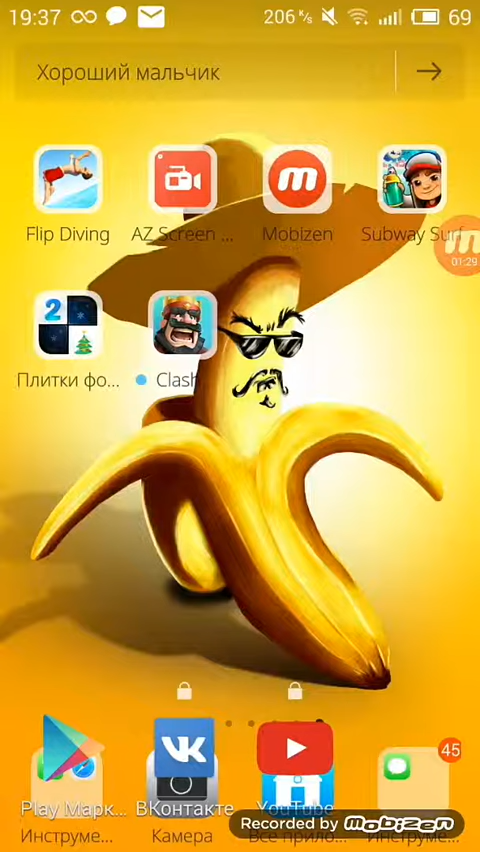 19:37 206 K/s 69
Хороший мальчик
Flip Diving AZ Screen ... Mobizen Subway Surf
01:29
2
Плитки фо... Clash
45
Play Марк... ВКонтакте YouTube
Инструме... Камера Все прило... Инструме...
Recorded by mobizen